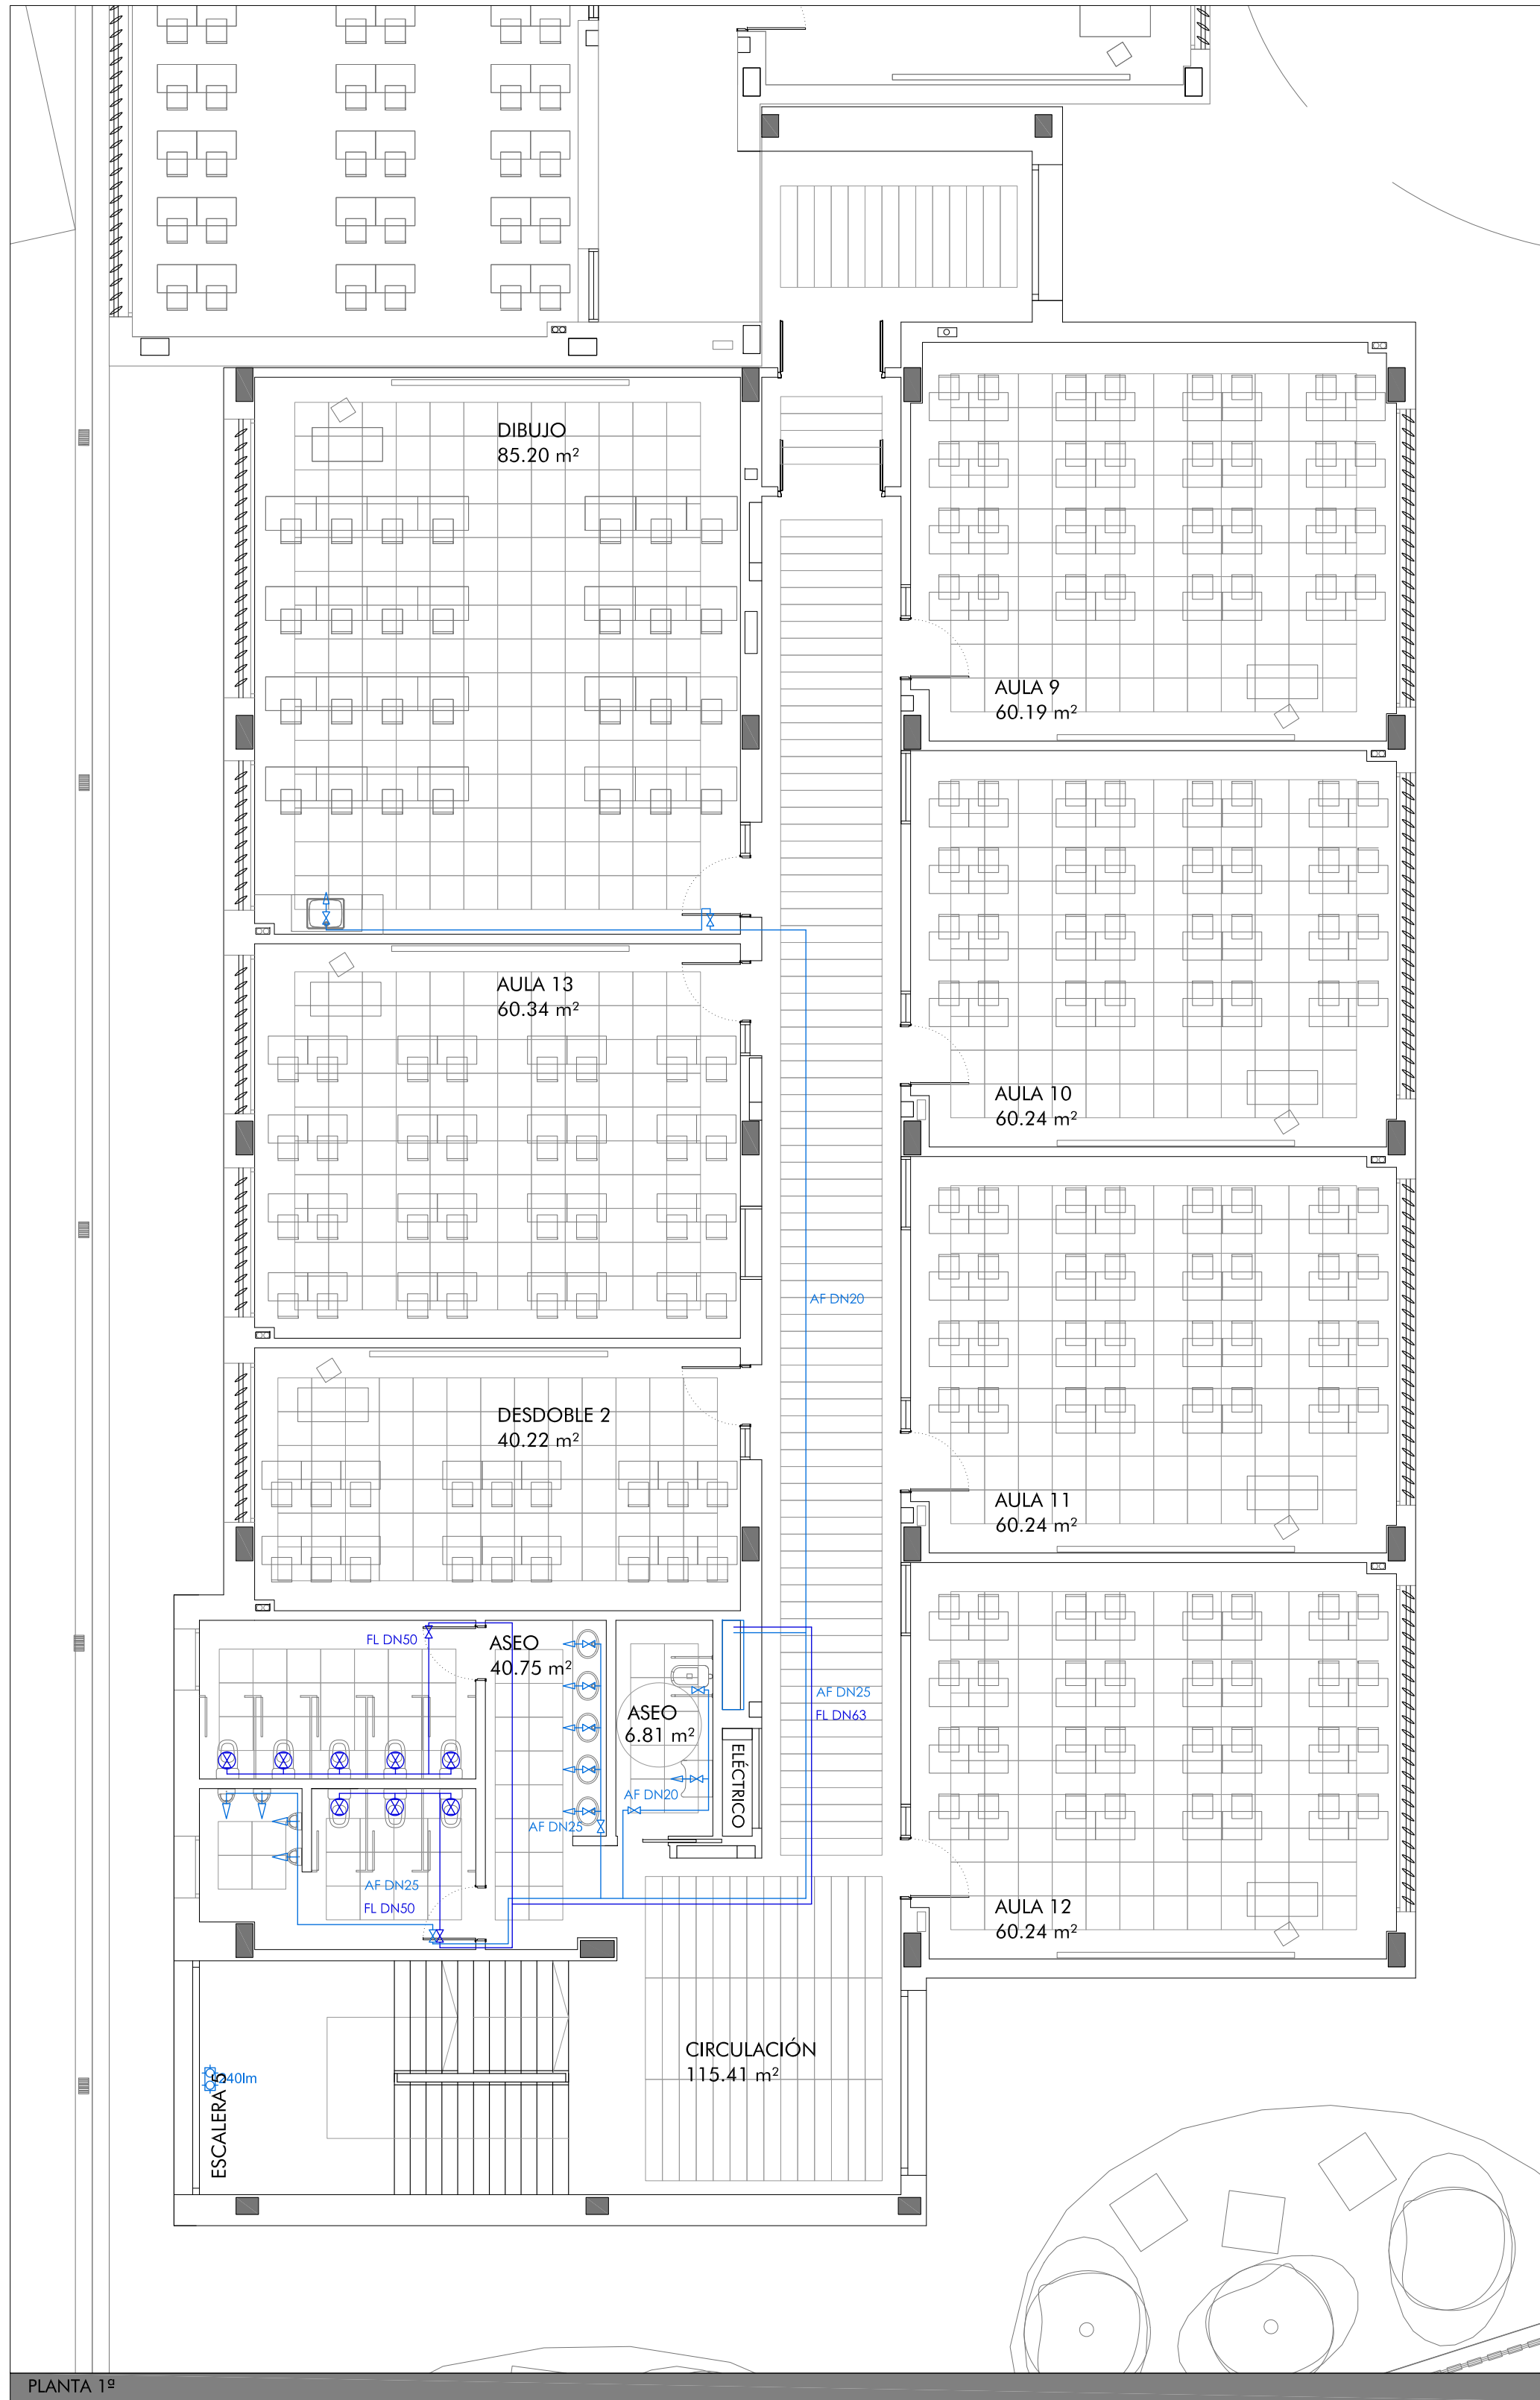 DIBUJO
85.20 m²
AULA 9
60.19 m²
AULA 13
60.34 m²
AULA 10
60.24 m²
AF DN20
DESDOBLE 2
40.22 m²
AULA 11
60.24 m²
FL DN50
ASEO
40.75 m²
AF DN25
FL DN63
ASEO
6.81 m²
ELÉCTRICO
AF DN20
AF DN25
AF DN25
FL DN50
AULA 12
60.24 m²
CIRCULACIÓN
115.41 m²
240lm
ESCALERA 5
PLANTA 1º